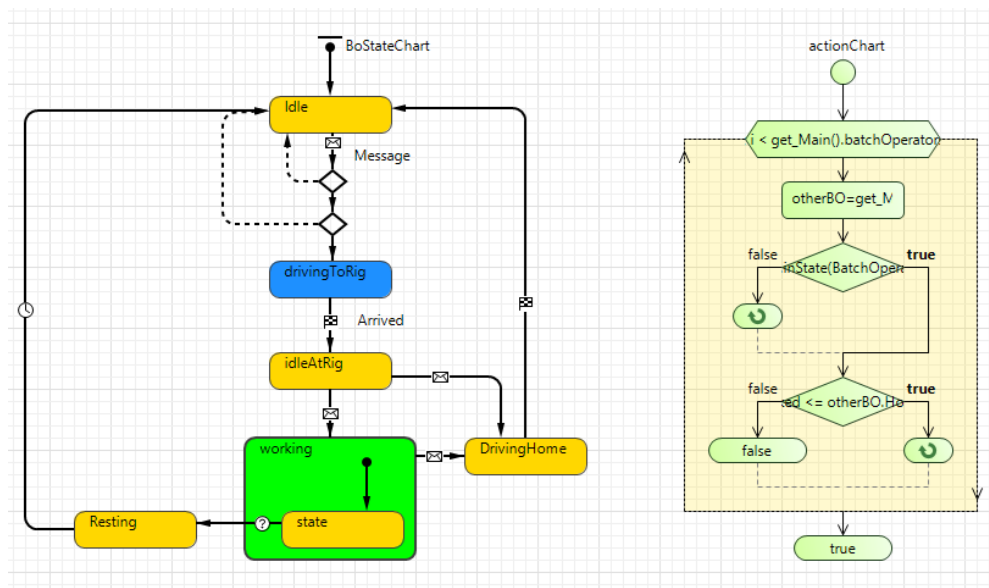 BoStateChart
Idle
Message
drivingToRig
Arrived
idleAtRig
working
DrivingHome
state
Resting
?
actionChart
i < get_Main().batchOperator
otherBO=get_M
false
true
inState(BatchOper
false
true
sed <= otherBO.Ho
false
true